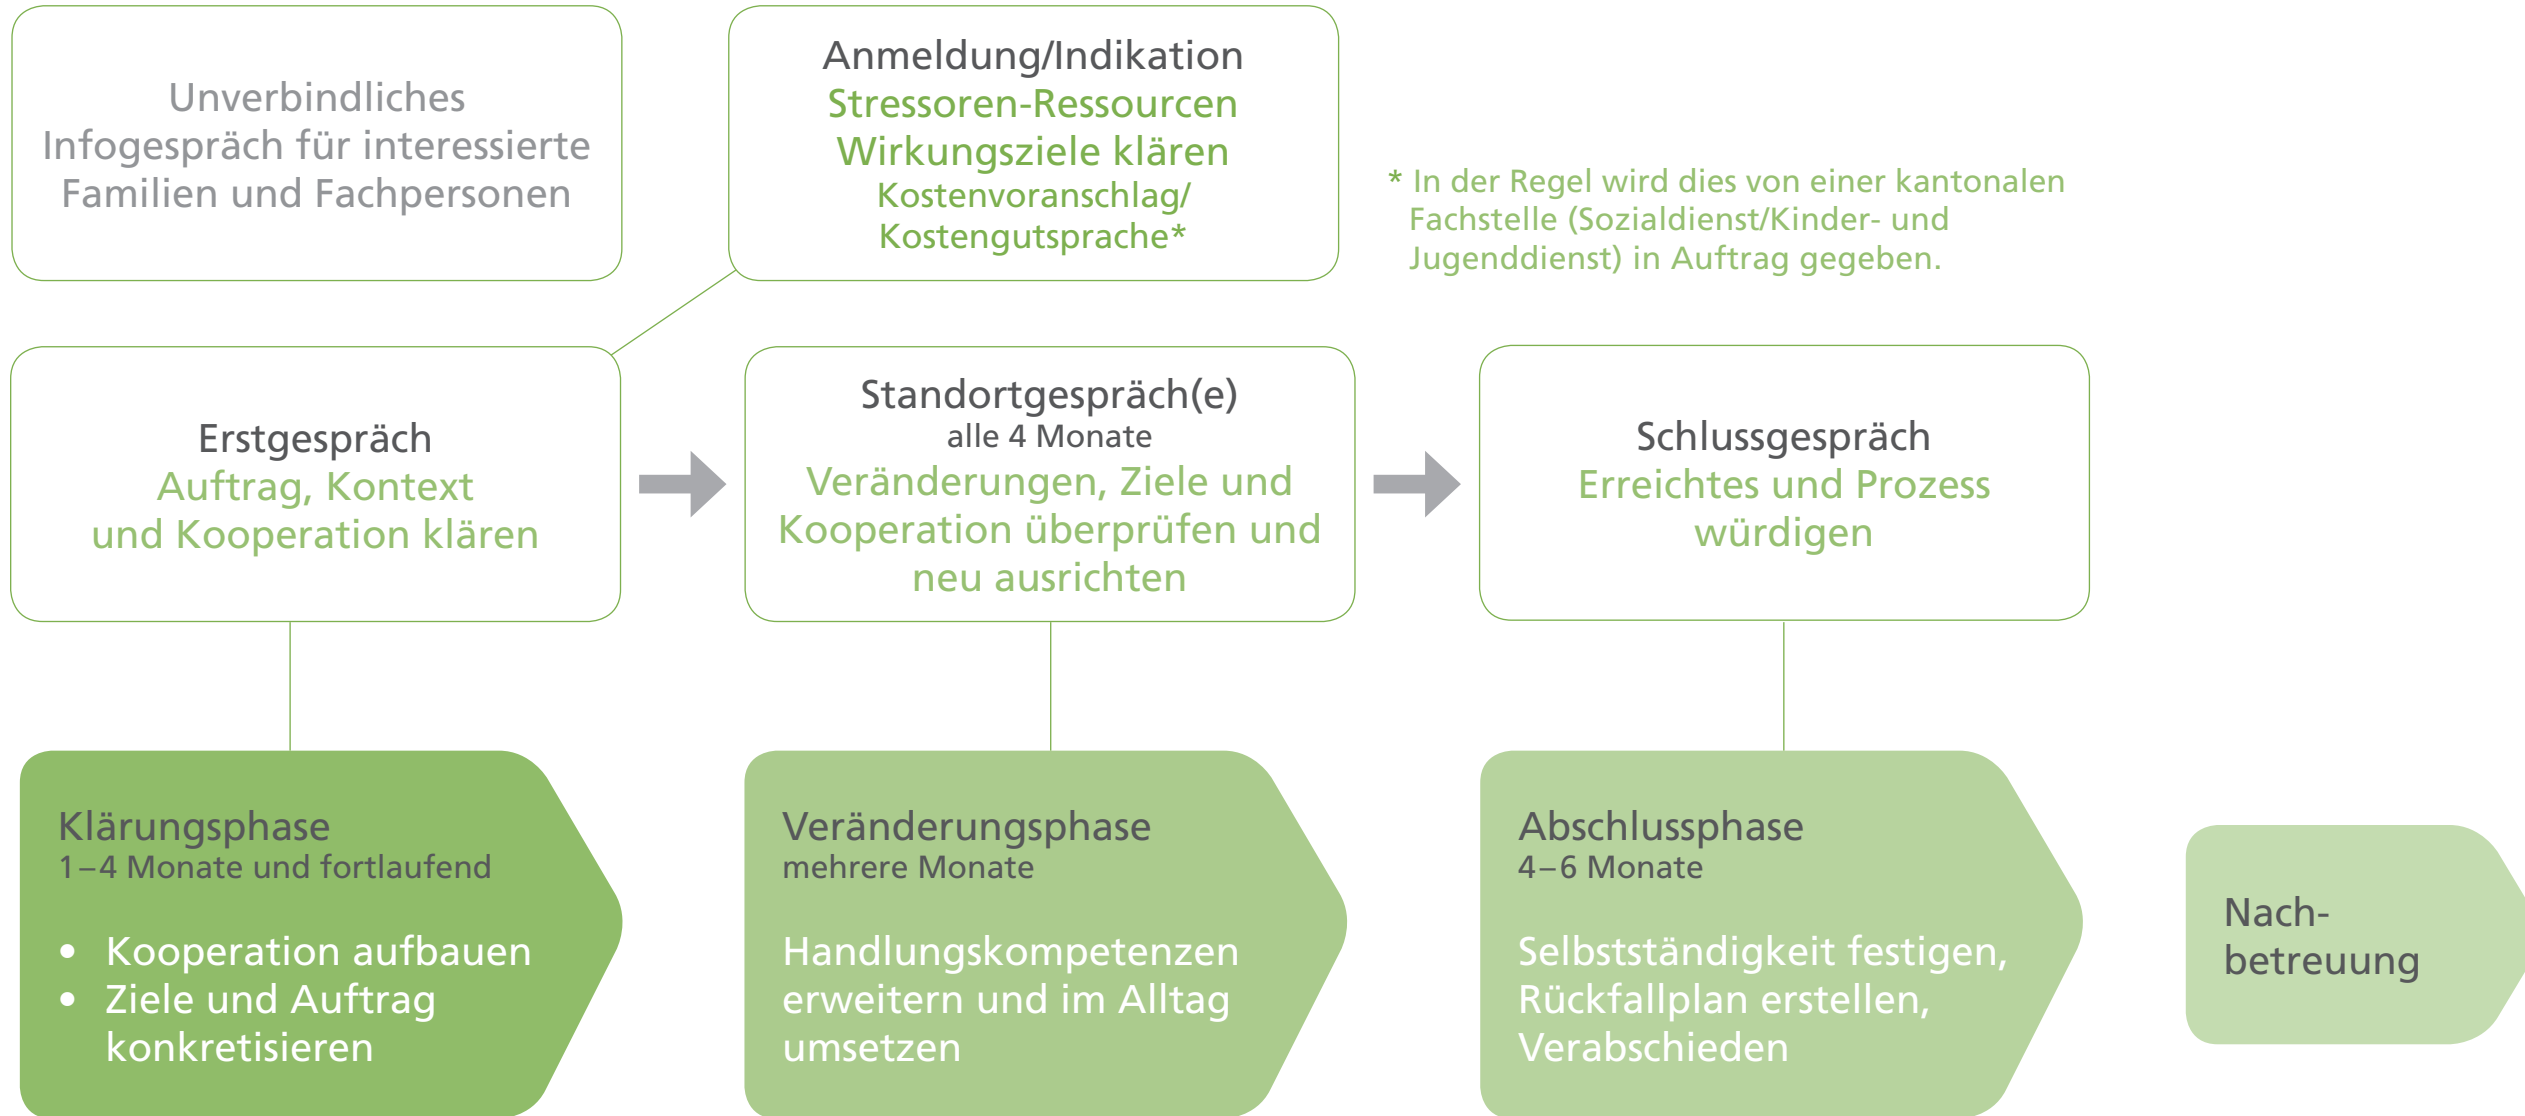 Unverbindliches
Infogespräch für interessierte
Familien und Fachpersonen
Anmeldung/Indikation
Stressoren-Ressourcen
Wirkungsziele klären
Kostenvoranschlag/
Kostengutsprache*
* In der Regel wird dies von einer kantonalen
Fachstelle (Sozialdienst/Kinder- und
Jugenddienst) in Auftrag gegeben.
Erstgespräch
Auftrag, Kontext
und Kooperation klären
Standortgespräch(e)
alle 4 Monate
Veränderungen, Ziele und
Kooperation überprüfen und
neu ausrichten
Schlussgespräch
Erreichtes und Prozess
würdigen
Klärungsphase
1–4 Monate und fortlaufend
• Kooperation aufbauen
• Ziele und Auftrag
konkretisieren
Veränderungsphase
mehrere Monate
Handlungskompetenzen
erweitern und im Alltag
umsetzen
Abschlussphase
4–6 Monate
Selbstständigkeit festigen,
Rückfallplan erstellen,
Verabschieden
Nach-
betreuung